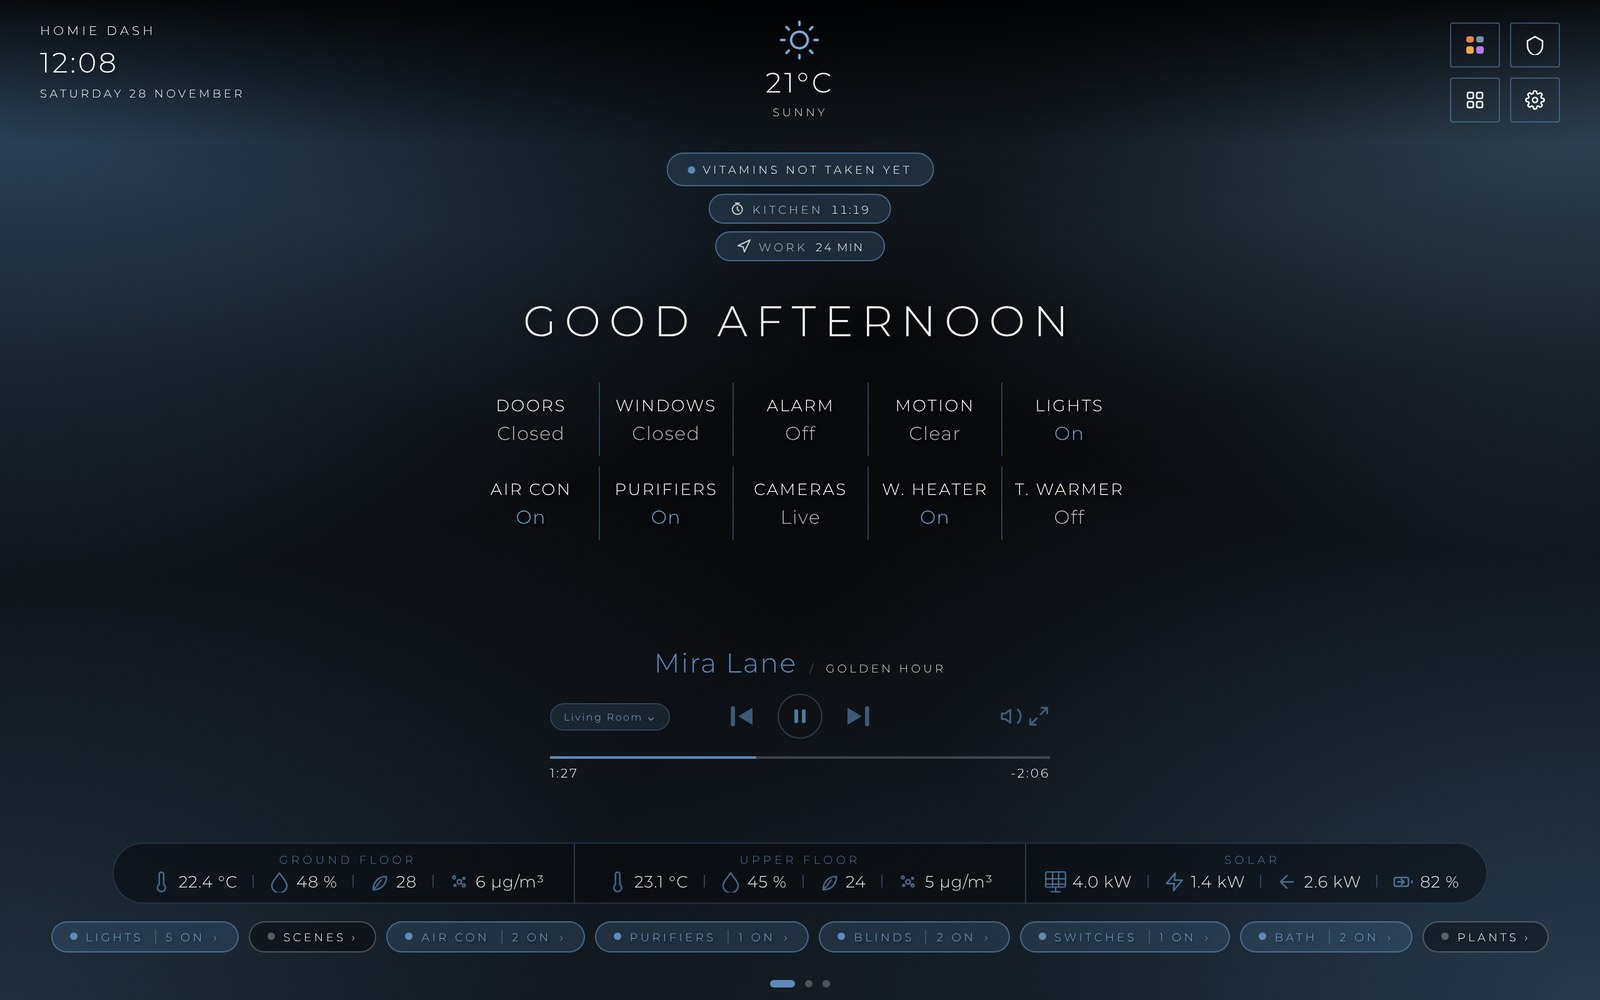 HOMIE DASH
12:08
SATURDAY 28 NOVEMBER
21°C
SUNNY
VITAMINS NOT TAKEN YET
KITCHEN 11:19
WORK 24 MIN
GOOD AFTERNOON
DOORS WINDOWS ALARM MOTION LIGHTS
Closed Closed Off Clear On
AIR CON PURIFIERS CAMERAS W. HEATER T. WARMER
On On Live On Off
Mira Lane / GOLDEN HOUR
Living Room
1:27 -2:06
GROUND FLOOR UPPER FLOOR SOLAR
22.4 °C 48 % 28 6 µg/m³ 23.1 °C 45 % 24 5 µg/m³ 4.0 kW 1.4 kW 2.6 kW 82 %
LIGHTS | 5 ON › SCENES › AIR CON | 2 ON › PURIFIERS | 1 ON › BLINDS | 2 ON › SWITCHES | 1 ON › BATH | 2 ON › PLANTS ›